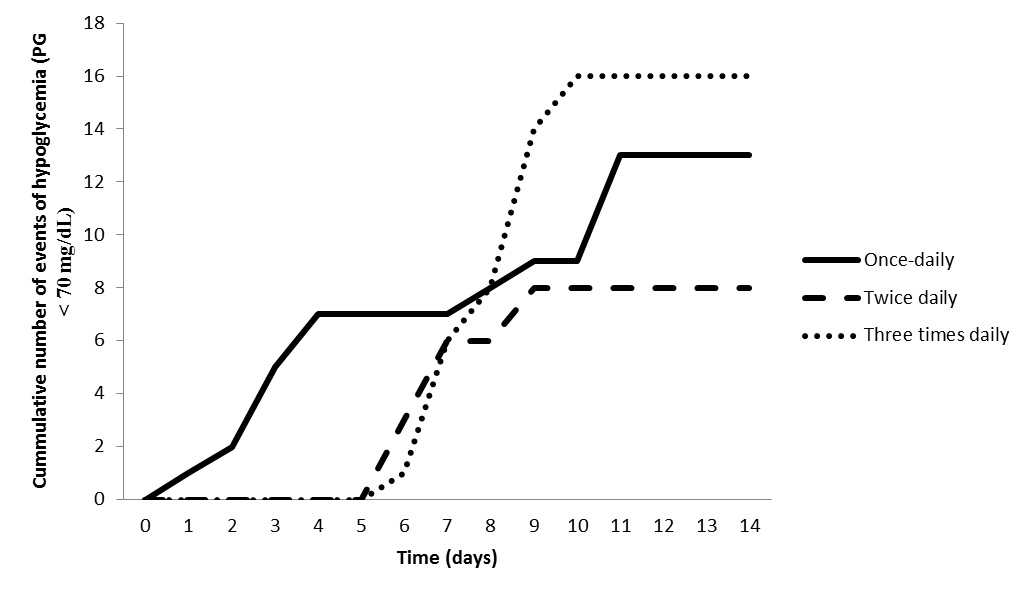 Cummulative number of events of hypoglycemia (PG
< 70 mg/dL)
18
16
14
12
10
8
6
4
2
0
0 1 2 3 4 5 6 7 8 9 10 11 12 13 14
Time (days)
Once-daily
Twice daily
Three times daily